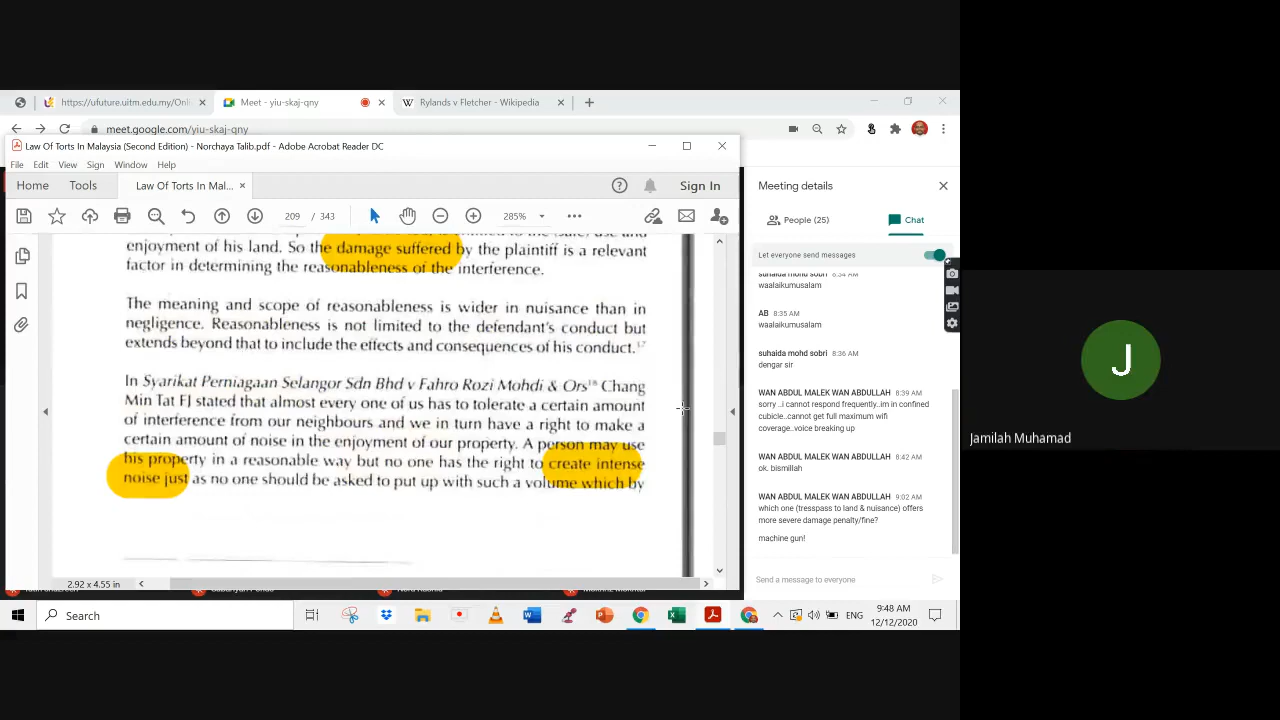 https://ufuture.uitm.edu.my/Onli
Meet - yiu-skaj-qny
Rylands v Fletcher - Wikipedia
meet.google.com/yiu-skaj-qny
Law Of Torts In Malaysia (Second Edition) - Norchaya Talib.pdf - Adobe Acrobat Reader DC
File Edit View Sign Window Help
Home Tools Law Of Torts In Mal... Sign In
209 / 343 285%
enjoyment of his land. So the damage suffered by the plaintiff is a relevant
factor in determining the reasonableness of the interference.
The meaning and scope of reasonableness is wider in nuisance than in
negligence. Reasonableness is not limited to the defendant's conduct but
extends beyond that to include the effects and consequences of his conduct.17
In Syarikat Perniagaan Selangor Sdn Bhd v Fahro Rozi Mohdi & Ors18 Chang
Min Tat FJ stated that almost every one of us has to tolerate a certain amount
of interference from our neighbours and we in turn have a right to make a
certain amount of noise in the enjoyment of our property. A person may use
his property in a reasonable way but no one has the right to create intense
noise just as no one should be asked to put up with such a volume which by
2.92 x 4.55 in
Meeting details
People (25) Chat
Let everyone send messages
suhaida mohd sobri 8:34 AM
waalaikumusalam
AB 8:35 AM
waalaikumusalam
suhaida mohd sobri 8:36 AM
dengar sir
WAN ABDUL MALEK WAN ABDULLAH 8:39 AM
sorry ..i cannot respond frequently..im in confined
cubicle..cannot get full maximum wifi
coverage..voice breaking up
WAN ABDUL MALEK WAN ABDULLAH 8:42 AM
ok. bismillah
WAN ABDUL MALEK WAN ABDULLAH 9:02 AM
which one (tresspass to land & nuisance) offers
more severe damage penalty/fine?
machine gun!
Send a message to everyone
Search
ENG
9:48 AM
12/12/2020
J
Jamilah Muhamad